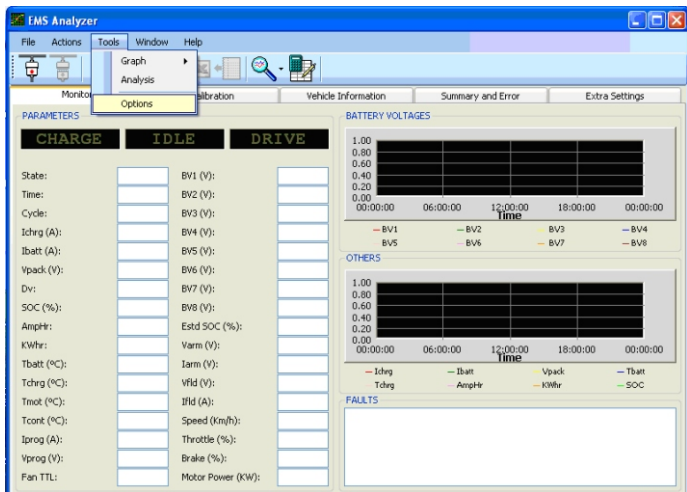 EMS Analyzer
File Actions Tools Window Help
Graph
Analysis
Options
Monitor Calibration Vehicle Information Summary and Error Extra Settings
PARAMETERS
CHARGE IDLE DRIVE
State: BV1 (V):
Time: BV2 (V):
Cycle: BV3 (V):
Ichrg (A): BV4 (V):
Ibatt (A): BV5 (V):
Vpack (V): BV6 (V):
Dv: BV7 (V):
SOC (%): BV8 (V):
AmpHr: Estd SOC (%):
KWhr: Varm (V):
Tbatt (ºC): Iarm (V):
Tchrg (ºC): Vfld (V):
Tmot (ºC): Ifld (A):
Tcont (ºC): Speed (Km/h):
Iprog (A): Throttle (%):
Vprog (V): Brake (%):
Fan TTL: Motor Power (KW):
BATTERY VOLTAGES
1.00
0.80
0.60
0.40
0.20
0.00
00:00:00 06:00:00 12:00:00 18:00:00 00:00:00
Time
BV1 BV2 BV3 BV4
BV5 BV6 BV7 BV8
OTHERS
1.00
0.80
0.60
0.40
0.20
0.00
00:00:00 06:00:00 12:00:00 18:00:00 00:00:00
Time
Ichrg Ibatt Vpack Tbatt
Tchrg AmpHr KWhr SOC
FAULTS